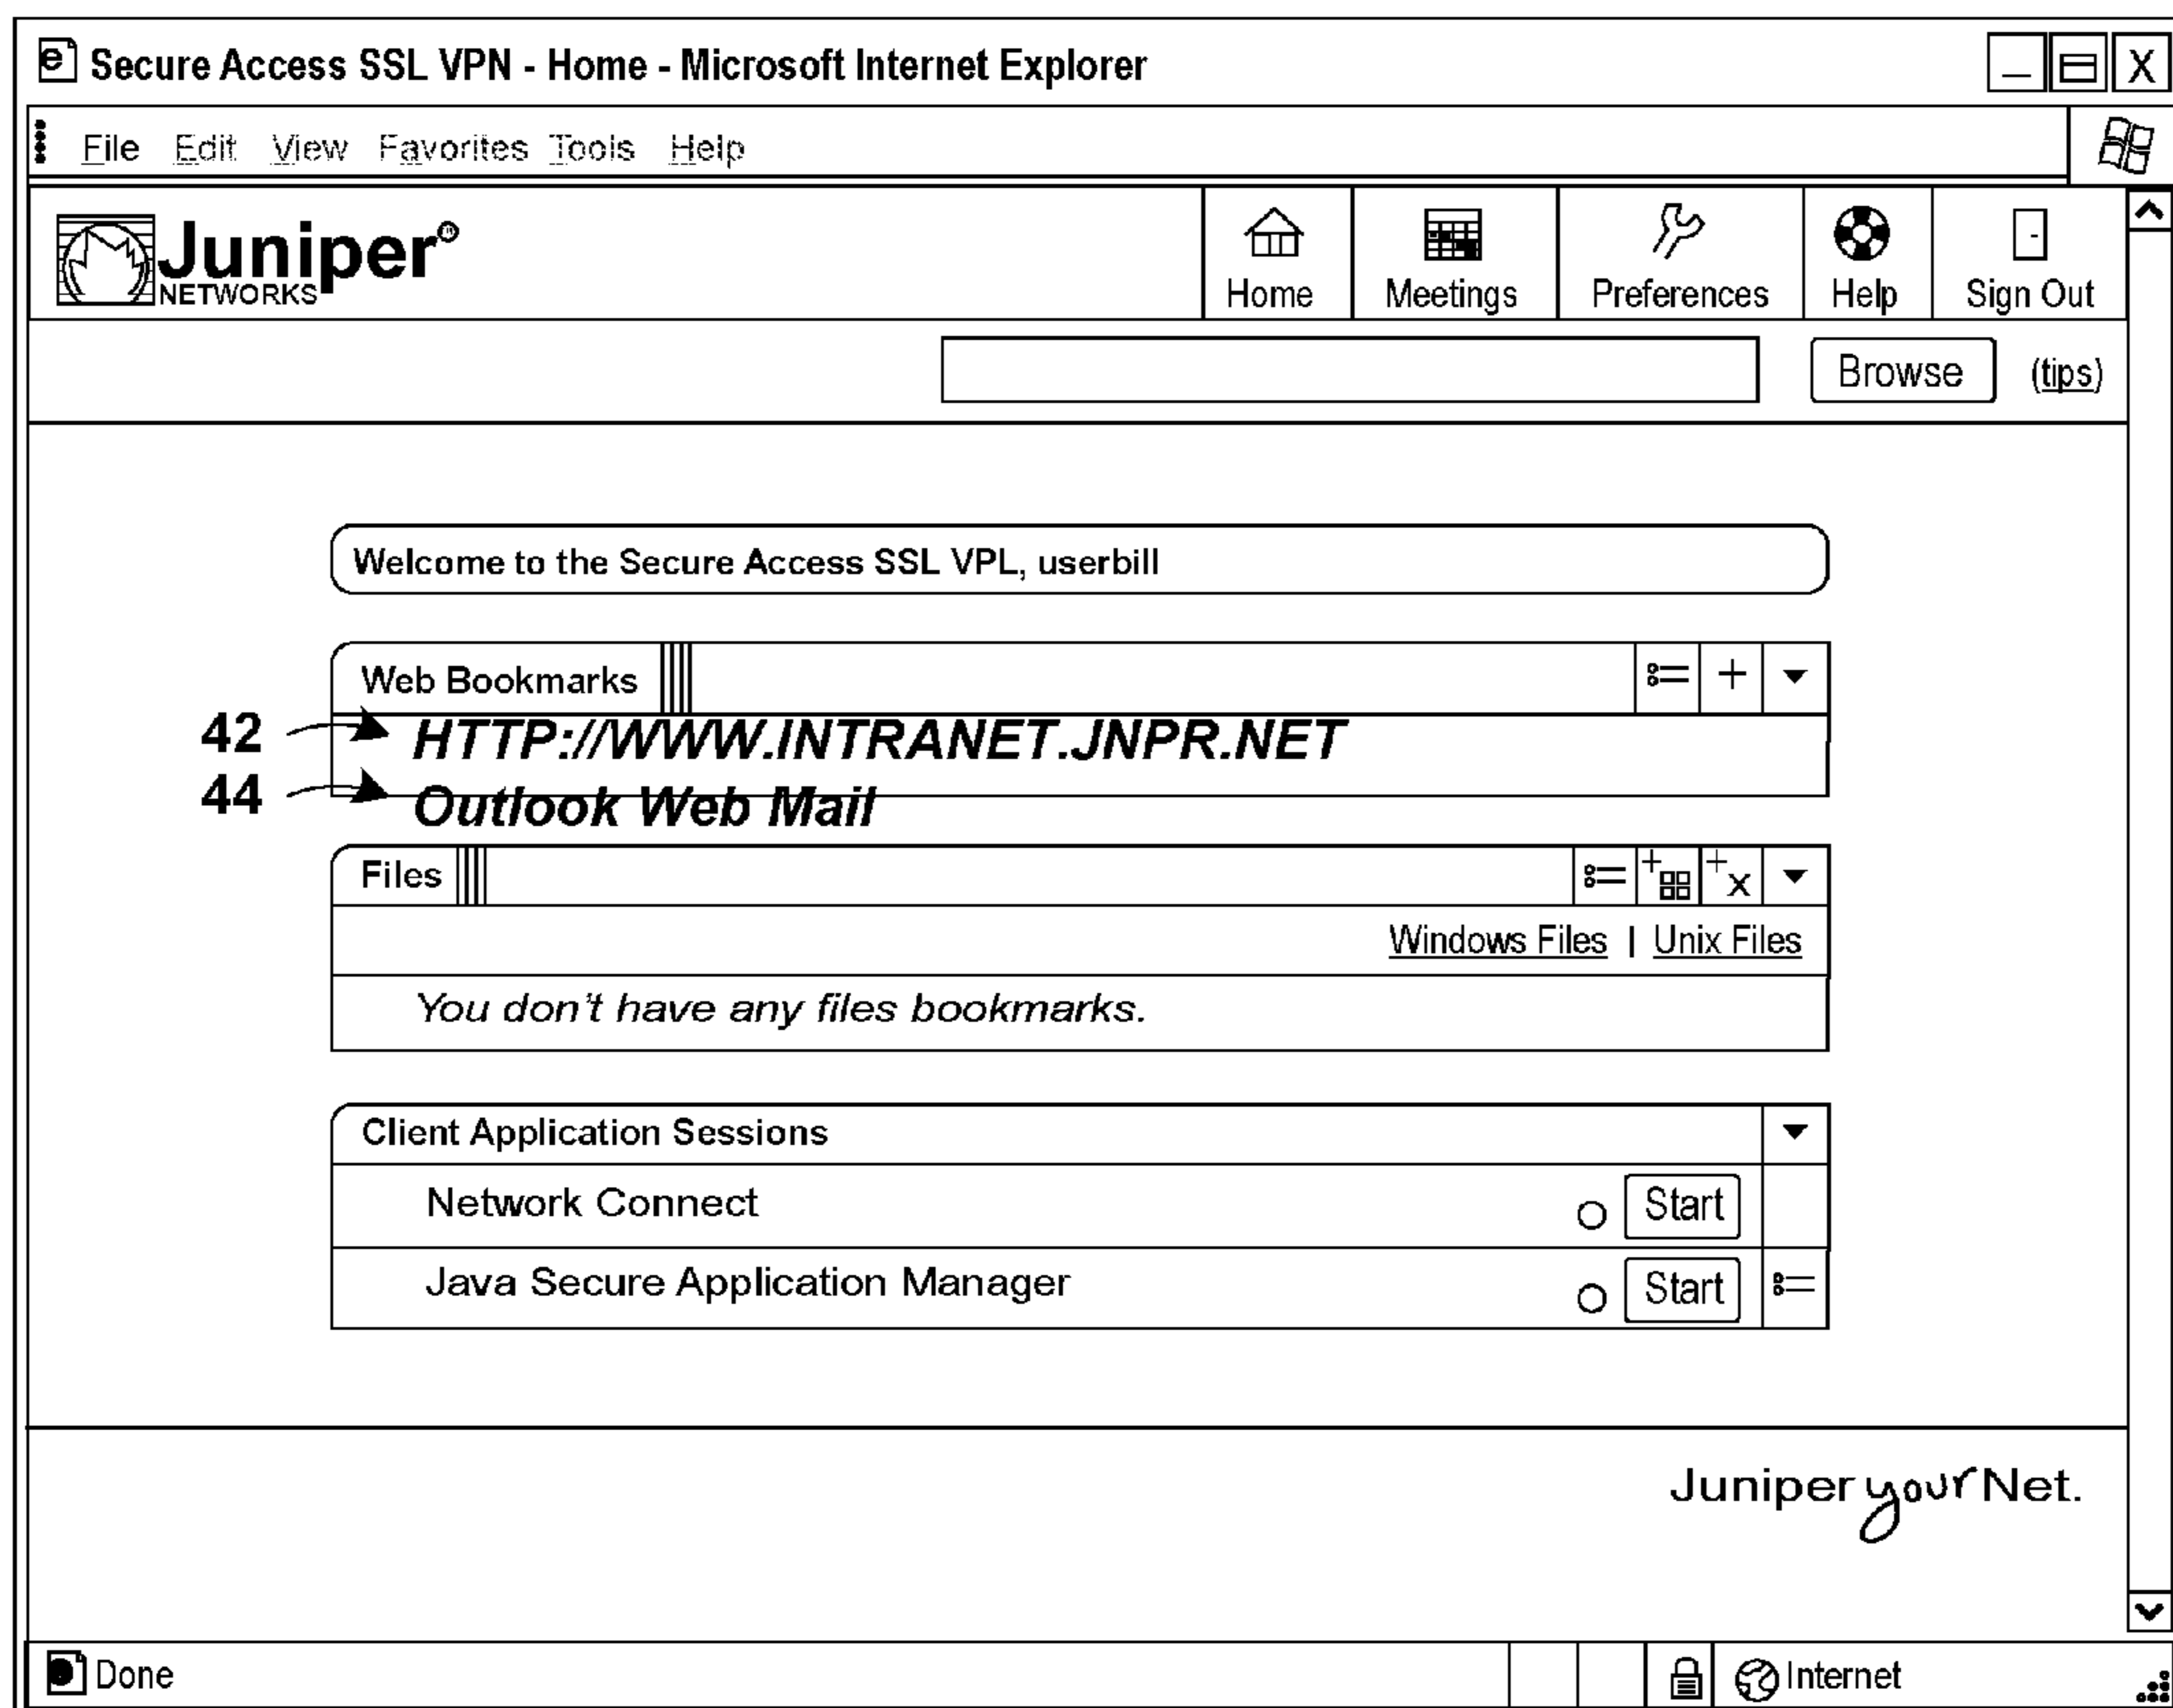 Secure Access SSL VPN - Home - Microsoft Internet Explorer
File Edit View Favorites Tools Help
Juniper®
NETWORKS
Home Meetings Preferences Help Sign Out
Browse (tips)
Welcome to the Secure Access SSL VPL, userbill
Web Bookmarks
42 HTTP://WWW.INTRANET.JNPR.NET
44 Outlook Web Mail
Files
Windows Files | Unix Files
You don't have any files bookmarks.
Client Application Sessions
Network Connect Start
Java Secure Application Manager Start
Juniper your Net.
Done Internet